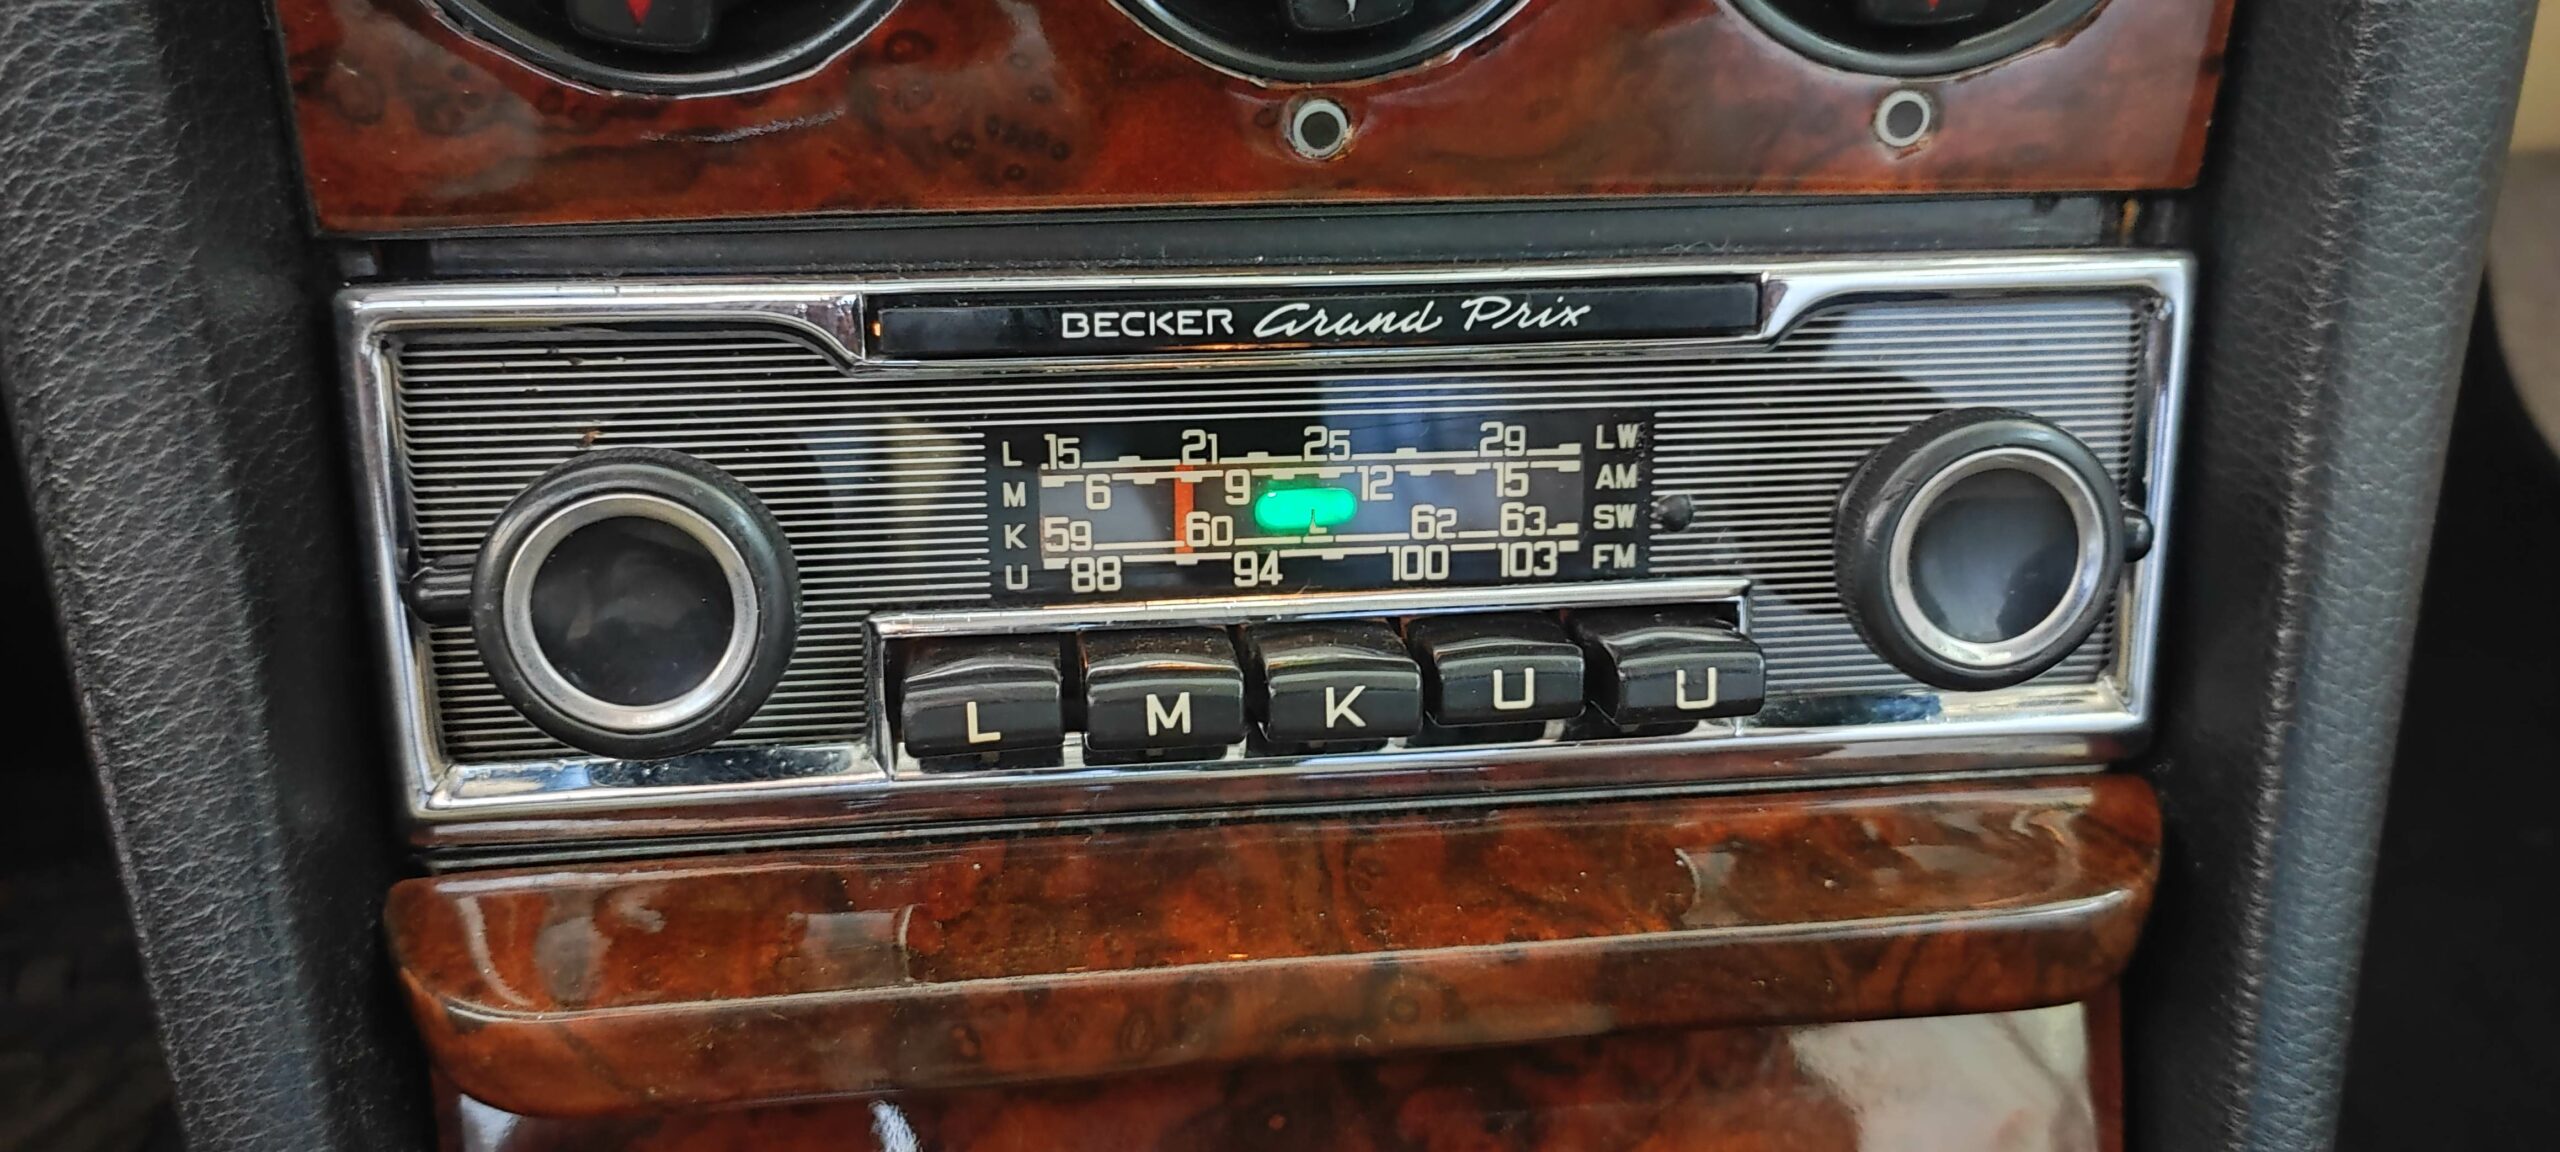 BECKER Grand Prix
L 15 21 25 29 LW
M 6 9 12 15 AM
K 59 60 62 63 SW
U 88 94 100 103 FM
L M K U U